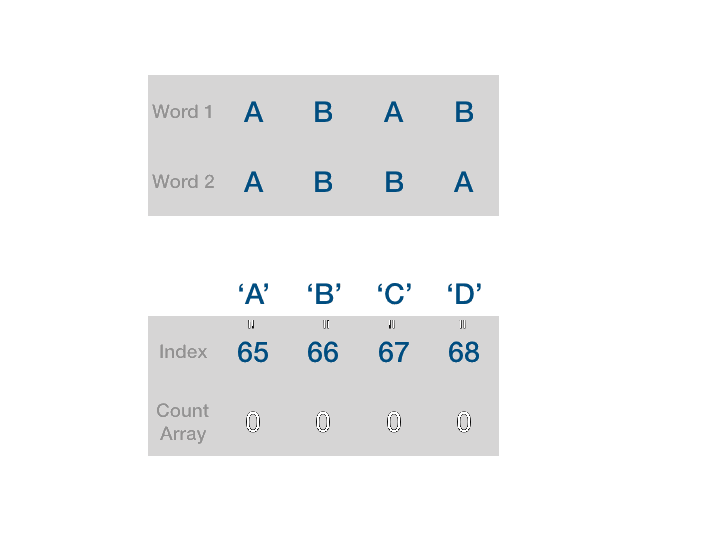 Word 1 A B A B
Word 2 A B B A
‘A’ ‘B’ ‘C’ ‘D’
Index 65 66 67 68
Count Array 0 0 0 0